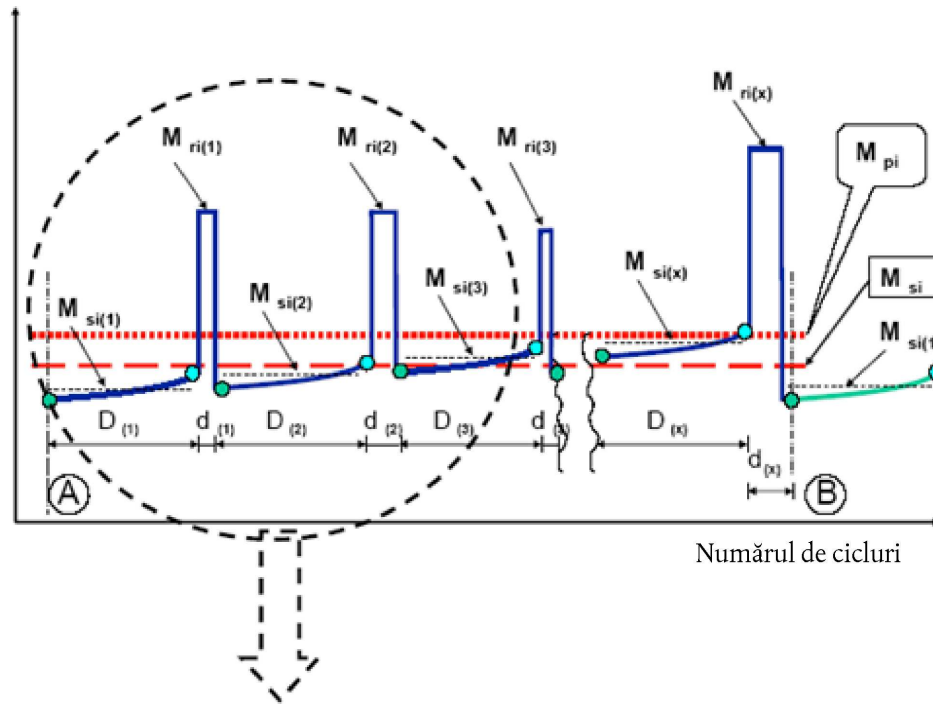 M ri(x)
M ri(1)
M ri(2)
M ri(3)
M pi
M si(x)
M si(3)
M si(2)
M si
M si(1)
M si(1
D (1)
d (1)
D (2)
d (2)
D (3)
d
D (x)
d (x)
A
B
Numărul de cicluri